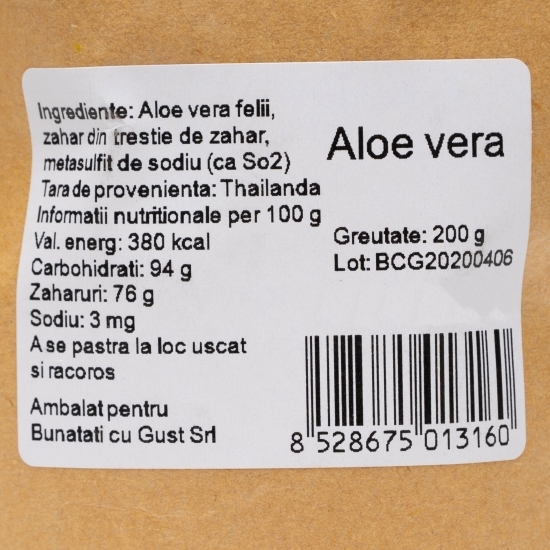 Ingrediente: Aloe vera felii,
zahar din trestie de zahar,
metasulfit de sodiu (ca So2)
Tara de provenienta: Thailanda
Informatii nutritionale per 100 g
Val. energ: 380 kcal
Carbohidrati: 94 g
Zaharuri: 76 g
Sodiu: 3 mg
A se pastra la loc uscat
si racoros
Ambalat pentru
Bunatati cu Gust Srl
Aloe vera
Greutate: 200 g
Lot: BCG20200406
8 528675 013160